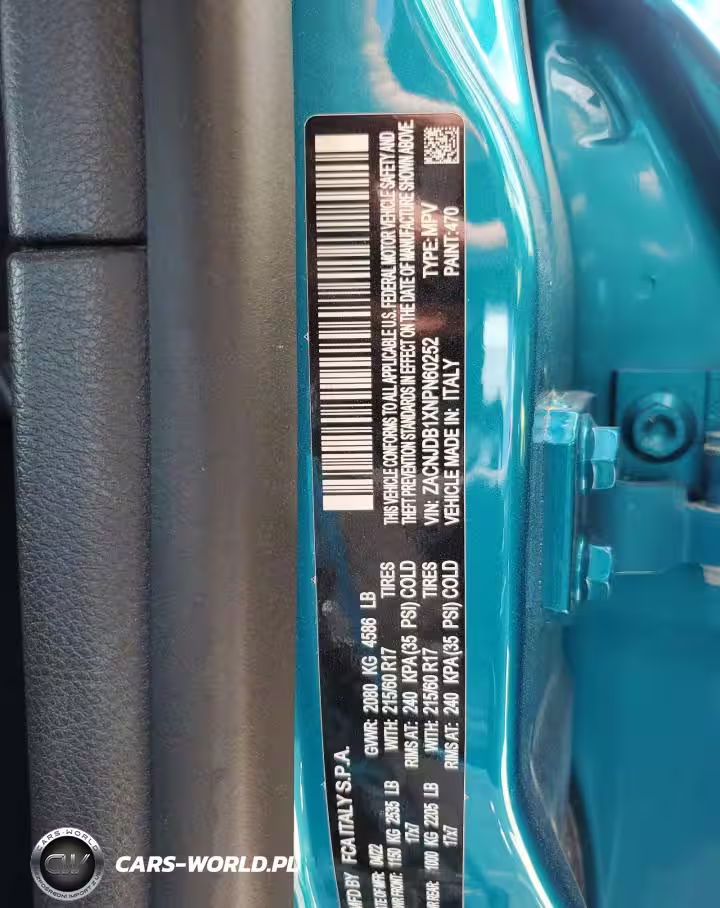 MFD BY FCA ITALY S.P.A.
DATE OF MFR: 04/22 GVWR: 2080 KG 4586 LB
GAWR FRONT: 1150 KG 2535 LB WITH: 215/60 R17 TIRES
17x7 RIMS AT: 240 KPA (35 PSI) COLD
GAWR REAR: 1000 KG 2205 LB WITH: 215/60 R17 TIRES
17x7 RIMS AT: 240 KPA (35 PSI) COLD
THIS VEHICLE CONFORMS TO ALL APPLICABLE U.S. FEDERAL MOTOR VEHICLE SAFETY AND
THEFT PREVENTION STANDARDS IN EFFECT ON THE DATE OF MANUFACTURE SHOWN ABOVE.
VIN: ZACNJDB1XNPN60252 TYPE: MPV
VEHICLE MADE IN: ITALY PAINT: 470
CARS-WORLD
CW
CARS-WORLD.PL